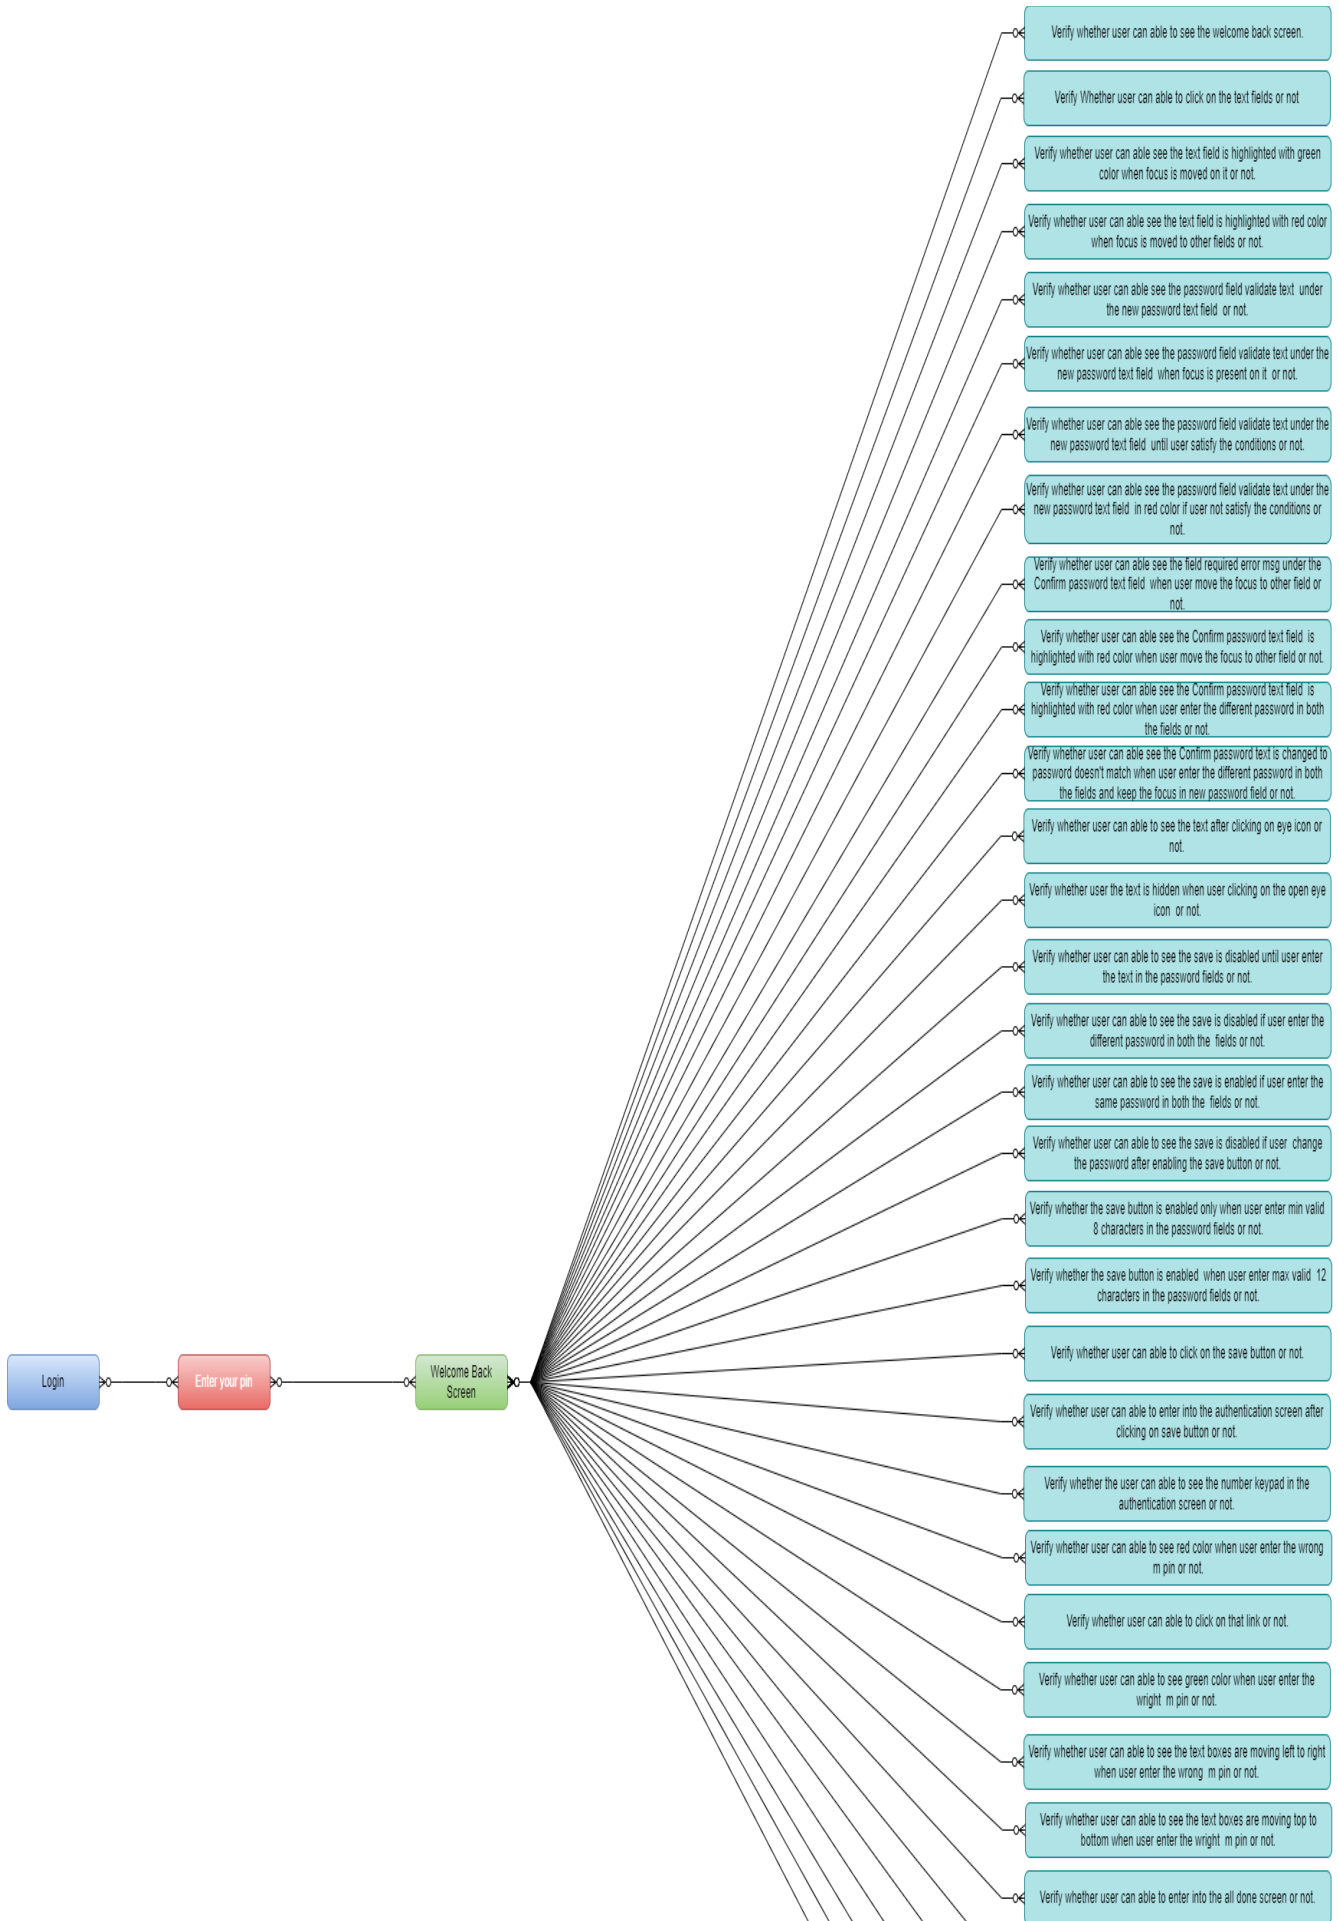 Verify whether user can able to see the welcome back screen.
Verify Whether user can able to click on the text fields or not
Verify whether user can able see the text field is highlighted with green
color when focus is moved on it or not.
Verify whether user can able see the text field is highlighted with red color
when focus is moved to other fields or not.
Verify whether user can able see the password field validate text under
the new password text field or not.
Verify whether user can able see the password field validate text under the
new password text field when focus is present on it or not.
Verify whether user can able see the password field validate text under the
new password text field until user satisfy the conditions or not.
Verify whether user can able see the password field validate text under the
new password text field in red color if user not satisfy the conditions or
not.
Verify whether user can able see the field required error msg under the
Confirm password text field when user move the focus to other field or
not.
Verify whether user can able see the Confirm password text field is
highlighted with red color when user move the focus to other field or not.
Verify whether user can able see the Confirm password text field is
highlighted with red color when user enter the different password in both
the fields or not.
Verify whether user can able see the Confirm password text is changed to
password doesn't match when user enter the different password in both
the fields and keep the focus in new password field or not.
Verify whether user can able to see the text after clicking on eye icon or
not.
Verify whether user the text is hidden when user clicking on the open eye
icon or not.
Verify whether user can able to see the save is disabled until user enter
the text in the password fields or not.
Verify whether user can able to see the save is disabled if user enter the
different password in both the fields or not.
Verify whether user can able to see the save is enabled if user enter the
same password in both the fields or not.
Verify whether user can able to see the save is disabled if user change
the password after enabling the save button or not.
Verify whether the save button is enabled only when user enter min valid
8 characters in the password fields or not.
Verify whether the save button is enabled when user enter max valid 12
characters in the password fields or not.
Login
Enter your pin
Welcome Back
Screen
Verify whether user can able to click on the save button or not.
Verify whether user can able to enter into the authentication screen after
clicking on save button or not.
Verify whether the user can able to see the number keypad in the
authentication screen or not.
Verify whether user can able to see red color when user enter the wrong
m pin or not.
Verify whether user can able to click on that link or not.
Verify whether user can able to see green color when user enter the
wright m pin or not.
Verify whether user can able to see the text boxes are moving left to right
when user enter the wrong m pin or not.
Verify whether user can able to see the text boxes are moving top to
bottom when user enter the wright m pin or not.
Verify whether user can able to enter into the all done screen or not.